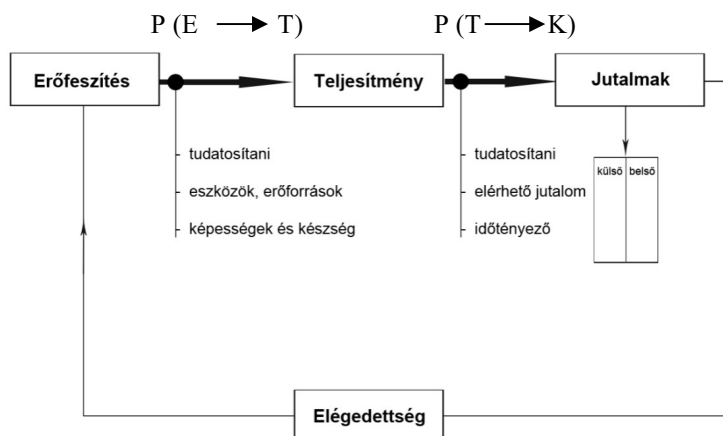 P (E → T)
P (T → K)
Erőfeszítés
Teljesítmény
Jutalmak
tudatosítani
eszközök, erőforrások
képességek és készség
tudatosítani
elérhető jutalom
időtényező
külső
belső
Elégedettség